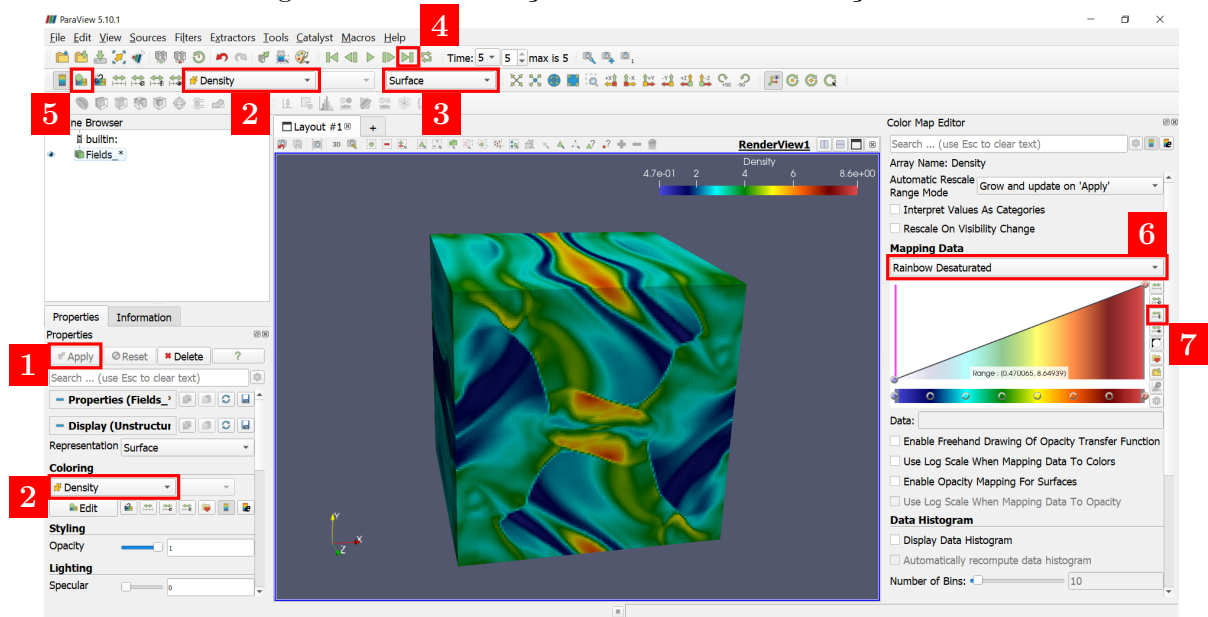 ParaView 5.10.1
4
File Edit View Sources Filters Extractors Tools Catalyst Macros Help
Time: 5 5 max is 5
Density Surface
5 2 3
ne Browser
builtin:
Fields_*
Layout #1 +
3D
RenderView1
Density
4.7e-01 2 4 6 8.6e+00
Y
X
Z
Properties Information
Properties
1
Apply Reset Delete ?
Search ... (use Esc to clear text)
Properties (Fields_*
Display (Unstructur
Representation Surface
Coloring
2
Density
Edit
Styling
Opacity 1
Lighting
Specular 0
Color Map Editor
Search ... (use Esc to clear text)
Array Name: Density
Automatic Rescale
Range Mode
Grow and update on 'Apply'
Interpret Values As Categories
Rescale On Visibility Change
6
Mapping Data
Rainbow Desaturated
7
Range : (0.470065, 8.64939)
Data:
Enable Freehand Drawing Of Opacity Transfer Function
Use Log Scale When Mapping Data To Colors
Enable Opacity Mapping For Surfaces
Use Log Scale When Mapping Data To Opacity
Data Histogram
Display Data Histogram
Automatically recompute data histogram
Number of Bins: 10